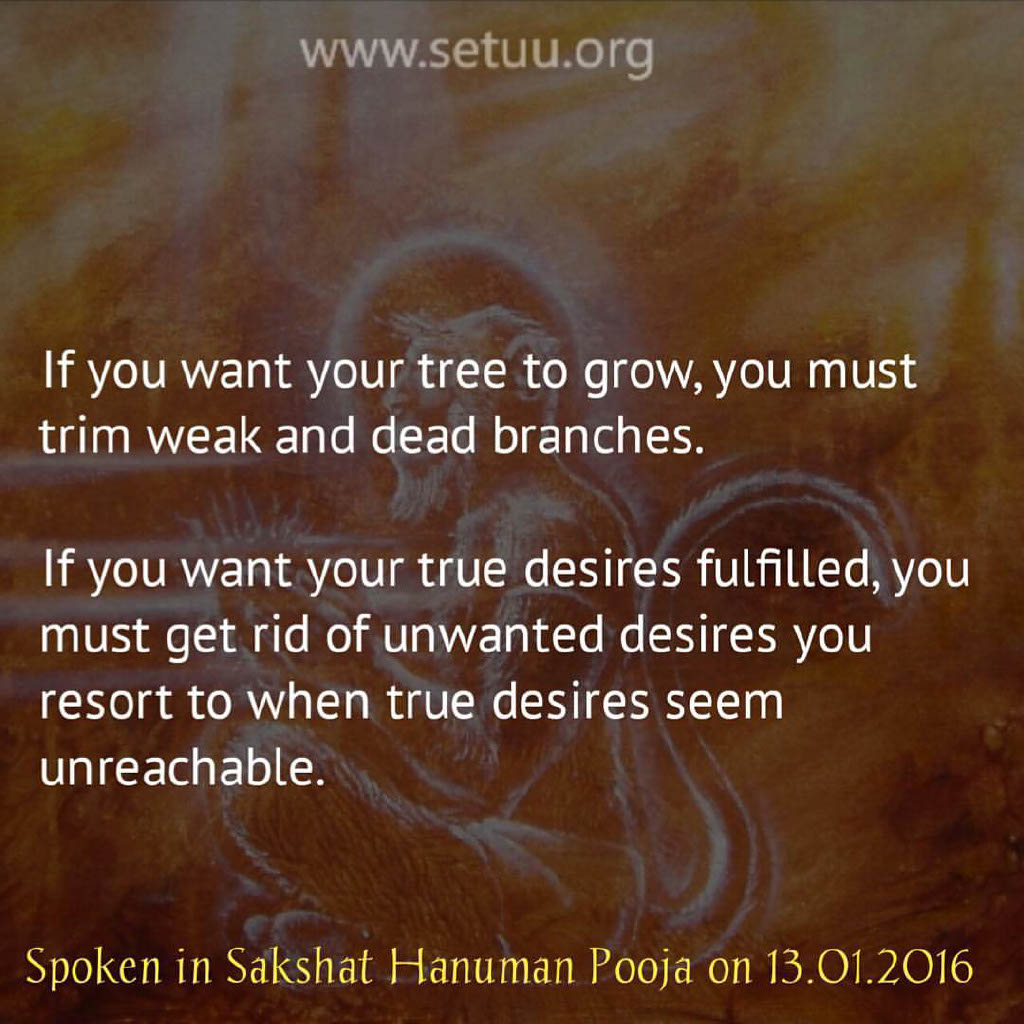 www.setuu.org
If you want your tree to grow, you must
trim weak and dead branches.
If you want your true desires fulfilled, you
must get rid of unwanted desires you
resort to when true desires seem
unreachable.
Spoken in Sakshat Hanuman Pooja on 13.01.2016